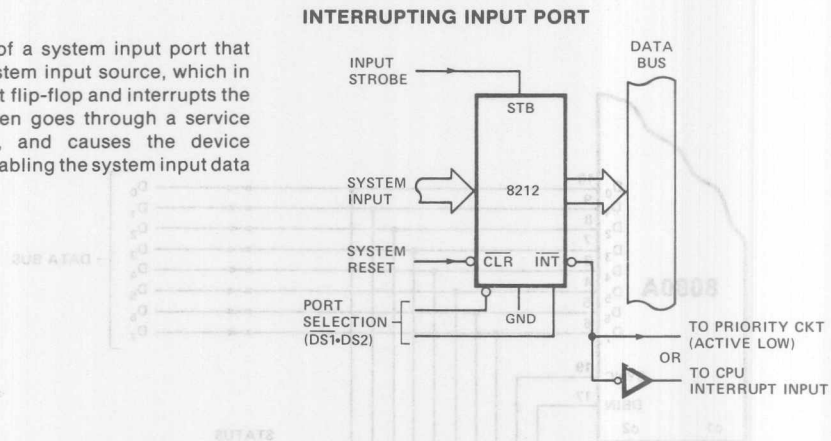 INTERRUPTING INPUT PORT
of a system input port that
stem input source, which in
t flip-flop and interrupts the
en goes through a service
, and causes the device
abling the system input data
INPUT
STROBE
DATA
BUS
STB
SYSTEM
INPUT
8212
SYSTEM
RESET
CLR
INT
PORT
SELECTION
(DS1•DS2)
GND
TO PRIORITY CKT
(ACTIVE LOW)
OR
TO CPU
INTERRUPT INPUT
DATA BUS
8080A
DBIN
STATUS
19
17